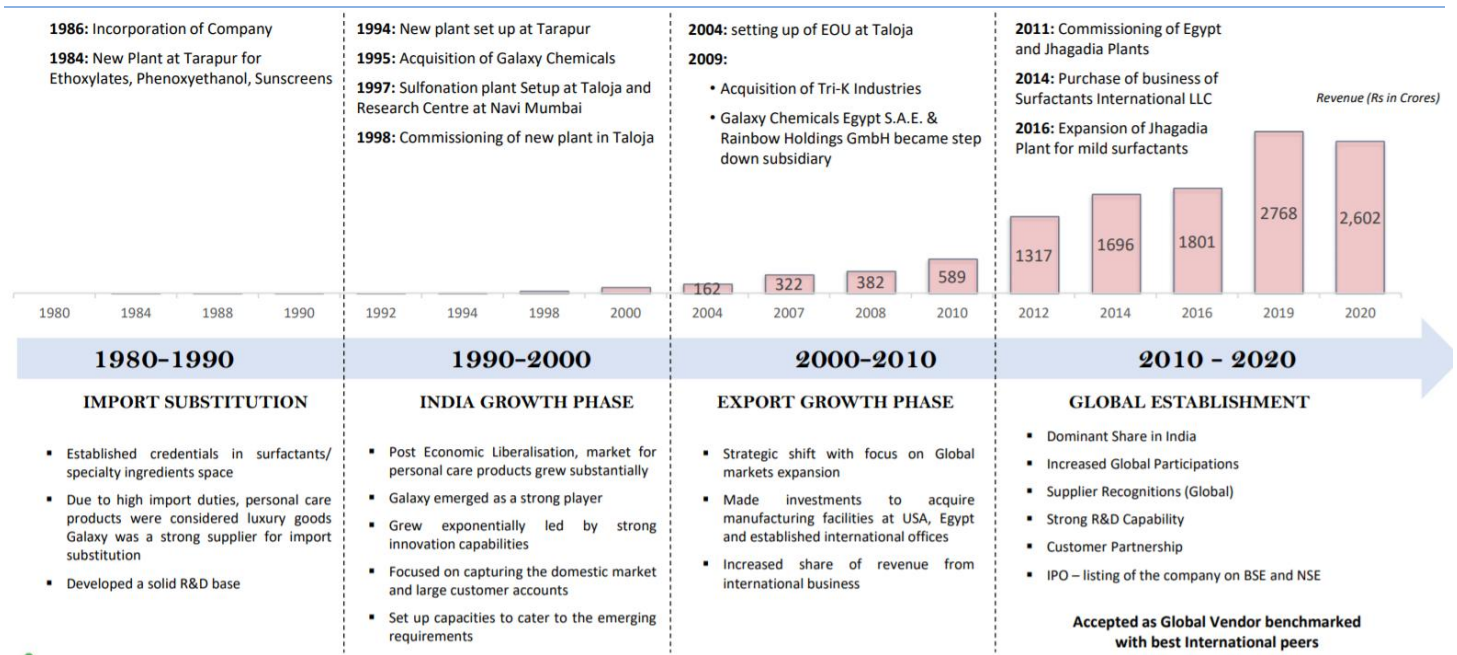 1986: Incorporation of Company
1984: New Plant at Tarapur for
Ethoxylates, Phenoxyethanol, Sunscreens
1994: New plant set up at Tarapur
1995: Acquisition of Galaxy Chemicals
1997: Sulfonation plant Setup at Taloja and
Research Centre at Navi Mumbai
1998: Commissioning of new plant in Taloja
2004: setting up of EOU at Taloja
2009:
• Acquisition of Tri-K Industries
• Galaxy Chemicals Egypt S.A.E. &
Rainbow Holdings GmbH became step
down subsidiary
2011: Commissioning of Egypt
and Jhagadia Plants
2014: Purchase of business of
Surfactants International LLC
2016: Expansion of Jhagadia
Plant for mild surfactants
Revenue (Rs in Crores)
162 322 382 589 1317 1696 1801 2768 2,602
1980 1984 1988 1990 1992 1994 1998 2000 2004 2007 2008 2010 2012 2014 2016 2019 2020
1980-1990 1990-2000 2000-2010 2010 - 2020
IMPORT SUBSTITUTION
▪ Established credentials in surfactants/
specialty ingredients space
▪ Due to high import duties, personal care
products were considered luxury goods
Galaxy was a strong supplier for import
substitution
▪ Developed a solid R&D base
INDIA GROWTH PHASE
▪ Post Economic Liberalisation, market for
personal care products grew substantially
▪ Galaxy emerged as a strong player
▪ Grew exponentially led by strong
innovation capabilities
▪ Focused on capturing the domestic market
and large customer accounts
▪ Set up capacities to cater to the emerging
requirements
EXPORT GROWTH PHASE
▪ Strategic shift with focus on Global
markets expansion
▪ Made investments to acquire
manufacturing facilities at USA, Egypt
and established international offices
▪ Increased share of revenue from
international business
GLOBAL ESTABLISHMENT
▪ Dominant Share in India
▪ Increased Global Participations
▪ Supplier Recognitions (Global)
▪ Strong R&D Capability
▪ Customer Partnership
▪ IPO – listing of the company on BSE and NSE
Accepted as Global Vendor benchmarked
with best International peers